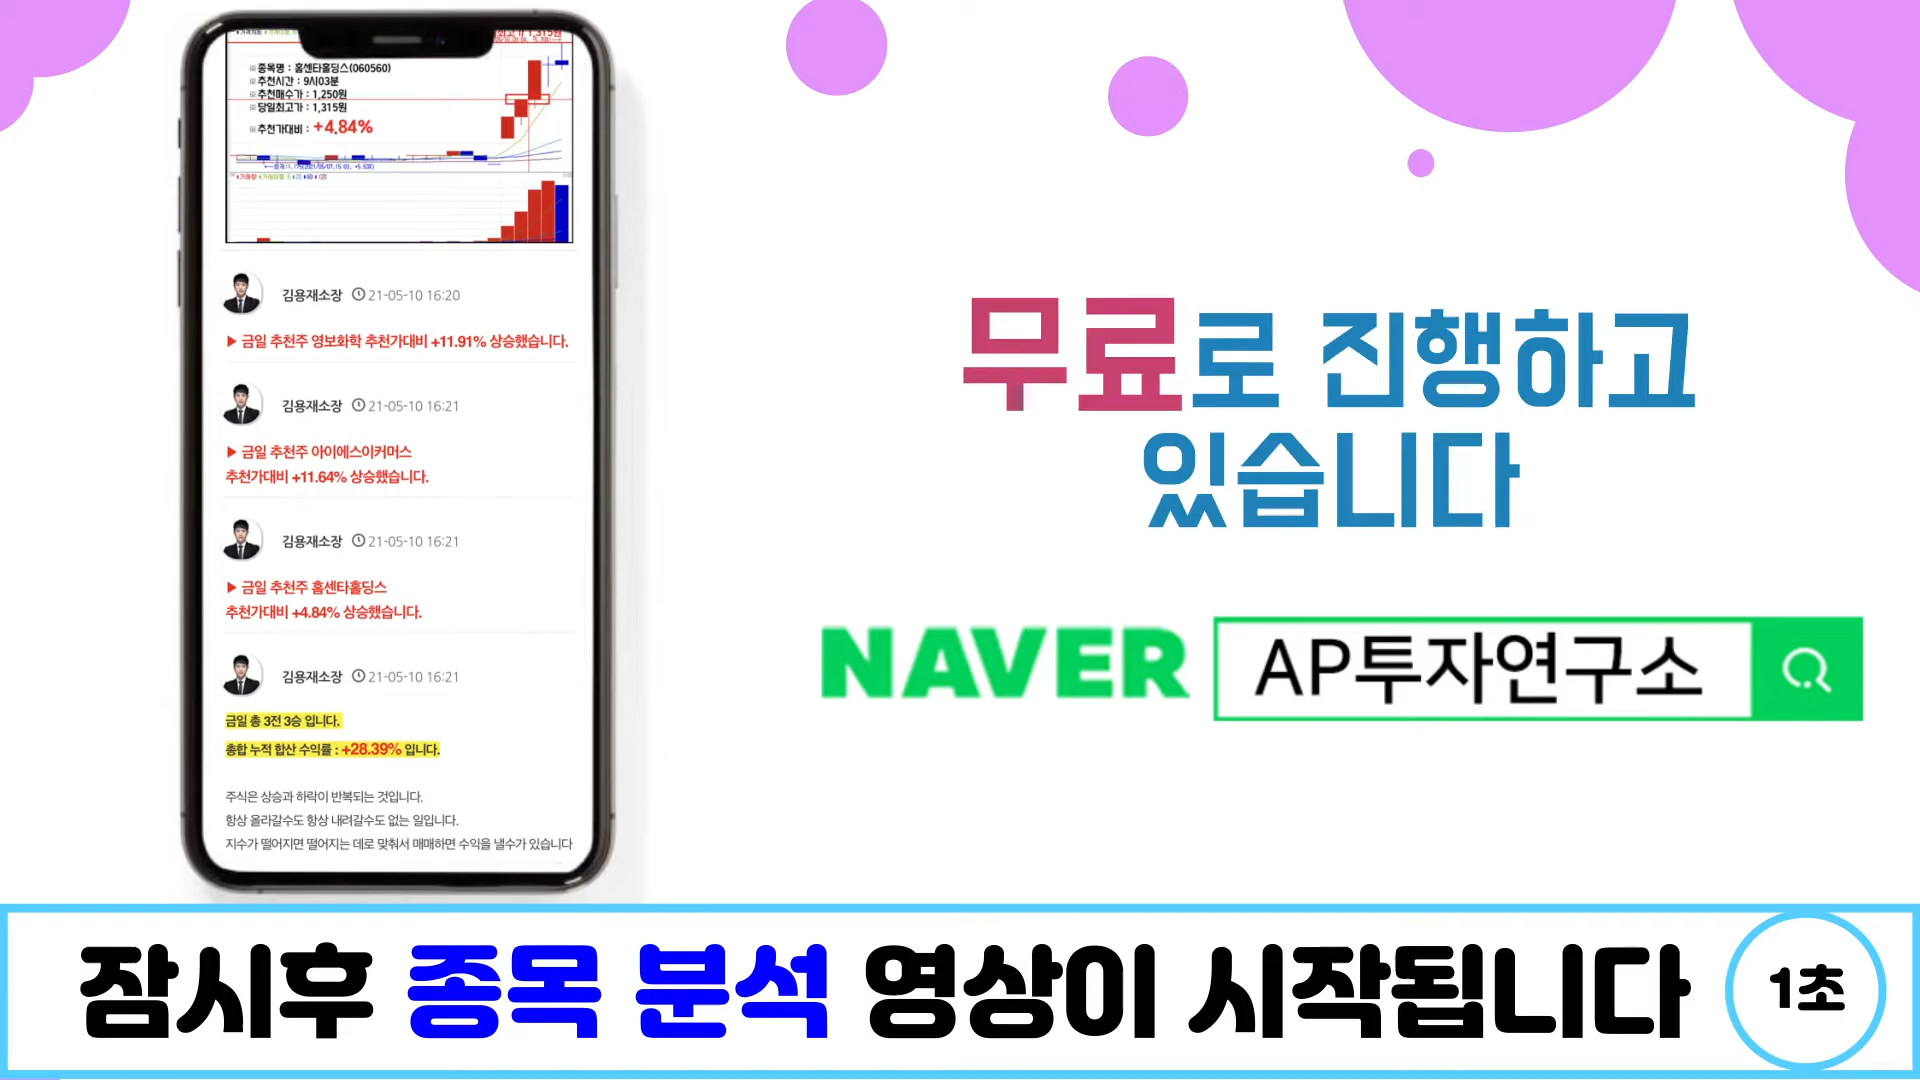 ※종목명 : 홈센타홀딩스(060560)
※추천시간 : 9시03분
※추천매수가 : 1,250원
※당일최고가 : 1,315원
※추천가대비 : +4.84%
김용재소장 21-05-10 16:20
▶ 금일 추천주 영보화학 추천가대비 +11.91% 상승했습니다.
김용재소장 21-05-10 16:21
▶ 금일 추천주 아이에스이커머스
추천가대비 +11.64% 상승했습니다.
김용재소장 21-05-10 16:21
▶ 금일 추천주 홈센타홀딩스
추천가대비 +4.84% 상승했습니다.
김용재소장 21-05-10 16:21
금일 총 3전 3승 입니다.
총합 누적 합산 수익률 : +28.39% 입니다.
주식은 상승과 하락이 반복되는 것입니다.
항상 올라갈수도 항상 내려갈수도 없는 일입니다.
지수가 떨어지면 떨어지는 데로 맞춰서 매매하면 수익을 낼수가 있습니다
무료로 진행하고
있습니다
NAVER AP투자연구소
잠시후 종목 분석 영상이 시작됩니다 1초